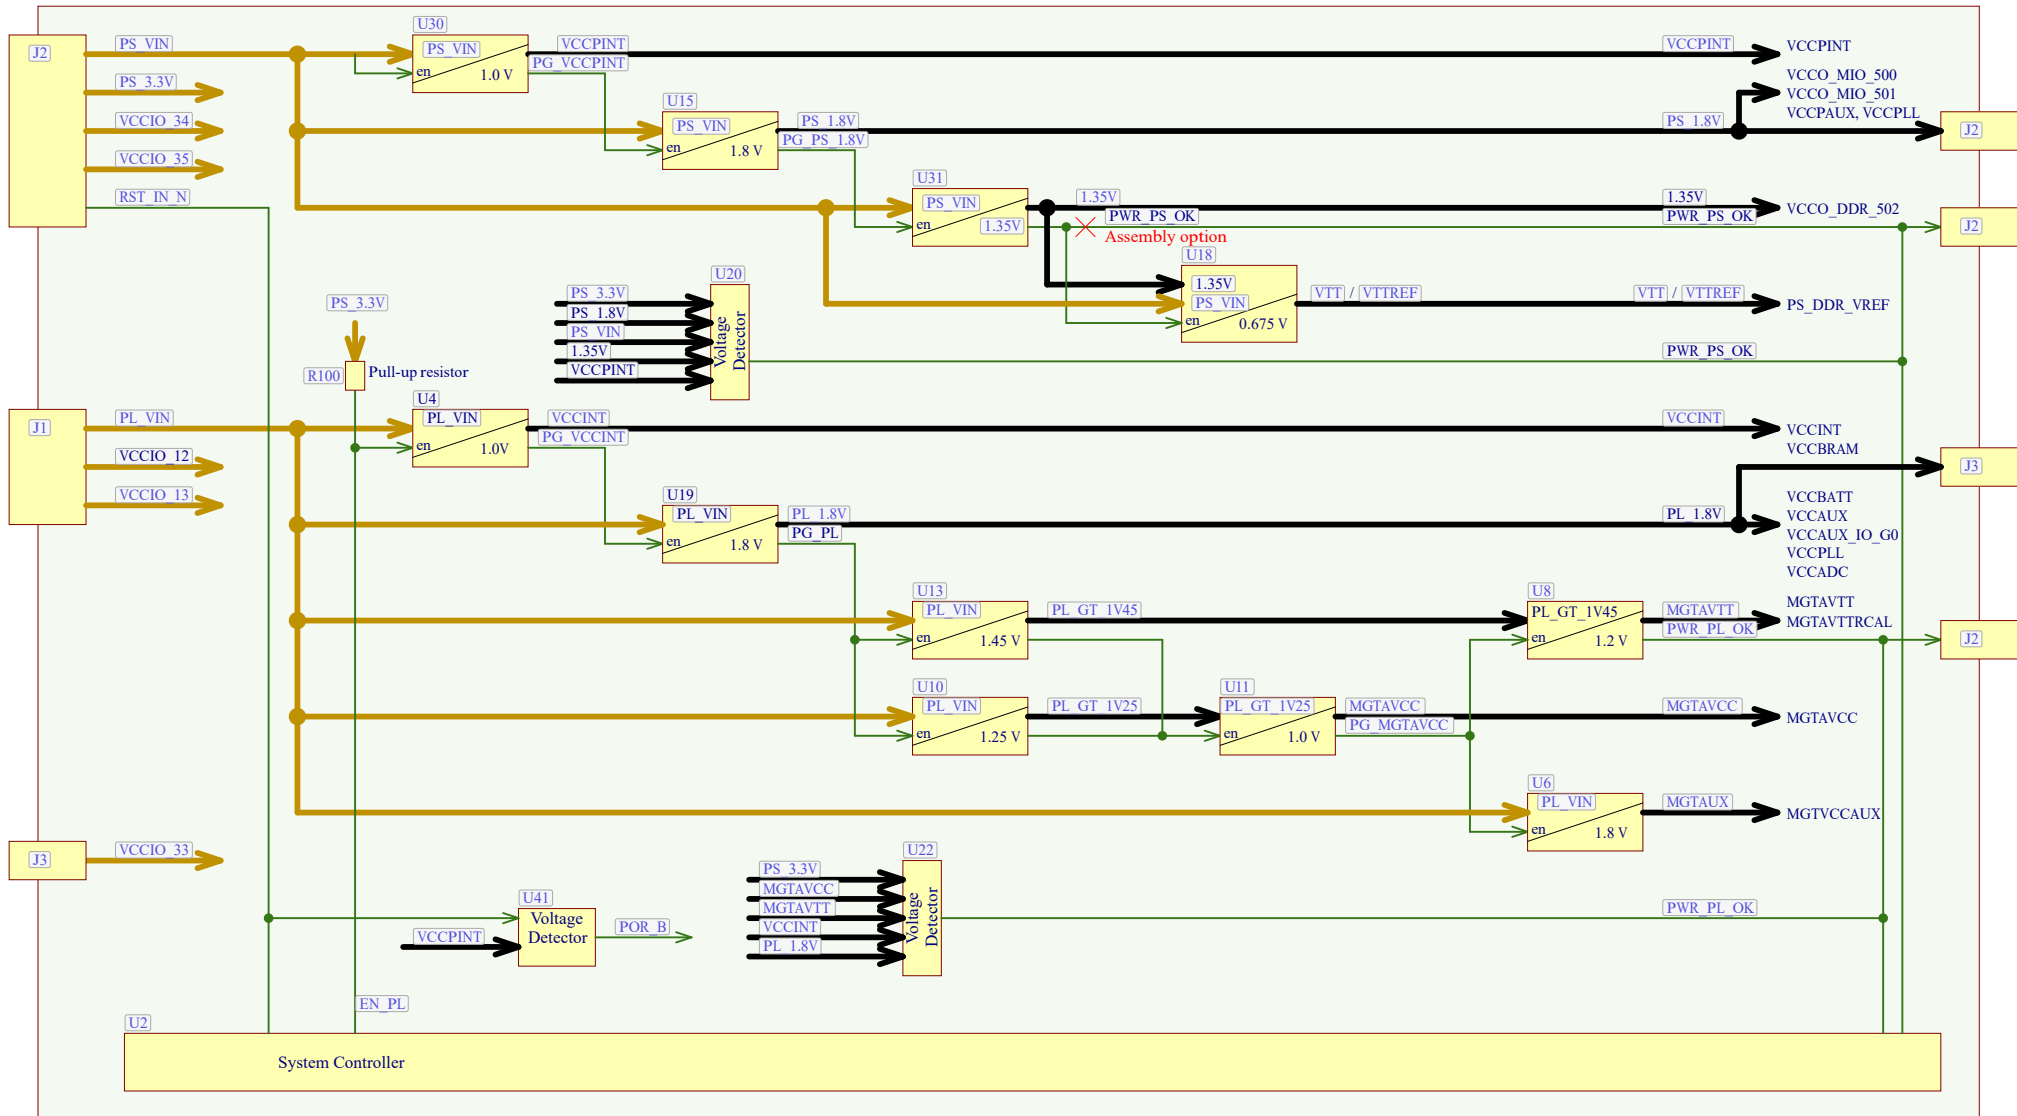 U30
J2
PS_VIN
PS_VIN
en
1.0 V
VCCPINT
PG_VCCPINT
VCCPINT
VCCPINT
PS_3.3V
VCCIO_34
VCCIO_35
RST_IN_N
U15
PS_VIN
en
1.8 V
PS_1.8V
PG_PS_1.8V
PS_1.8V
VCCO_MIO_500
VCCO_MIO_501
VCCPAUX, VCCPLL
J2
U31
PS_VIN
en
1.35V
1.35V
PWR_PS_OK
Assembly option
1.35V
PWR_PS_OK
VCCO_DDR_502
J2
U18
1.35V
PS_VIN
en
0.675 V
VTT / VTTREF
VTT / VTTREF
PS_DDR_VREF
U20
PS_3.3V
PS_1.8V
PS_VIN
1.35V
VCCPINT
Voltage
Detector
PWR_PS_OK
PS_3.3V
R100
Pull-up resistor
J1
PL_VIN
VCCIO_12
VCCIO_13
U4
PL_VIN
en
1.0V
VCCINT
PG_VCCINT
VCCINT
VCCINT
VCCBRAM
J3
U19
PL_VIN
en
1.8 V
PL_1.8V
PG_PL
PL_1.8V
VCCBATT
VCCAUX
VCCAUX_IO_G0
VCCPLL
VCCADC
U13
PL_VIN
en
1.45 V
PL_GT_1V45
U8
PL_GT_1V45
en
1.2 V
MGTAVTT
PWR_PL_OK
MGTAVTT
MGTAVTTRCAL
J2
U10
PL_VIN
en
1.25 V
PL_GT_1V25
U11
PL_GT_1V25
en
1.0 V
MGTAVCC
PG_MGTAVCC
MGTAVCC
MGTAVCC
U6
PL_VIN
en
1.8 V
MGTAUX
MGTVCCAUX
J3
VCCIO_33
U22
PS_3.3V
MGTAVCC
MGTAVTT
VCCINT
PL_1.8V
Voltage
Detector
PWR_PL_OK
U41
VCCPINT
Voltage
Detector
POR_B
EN_PL
U2
System Controller